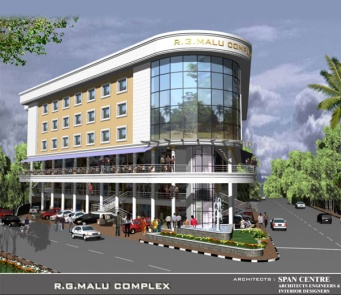 R.G.MALU COMPLEX
R.G.MALU COMPLEX
ARCHITECTS :
SPAN CENTRE
ARCHITECTS ENGINEERS &
INTERIOR DESIGNERS